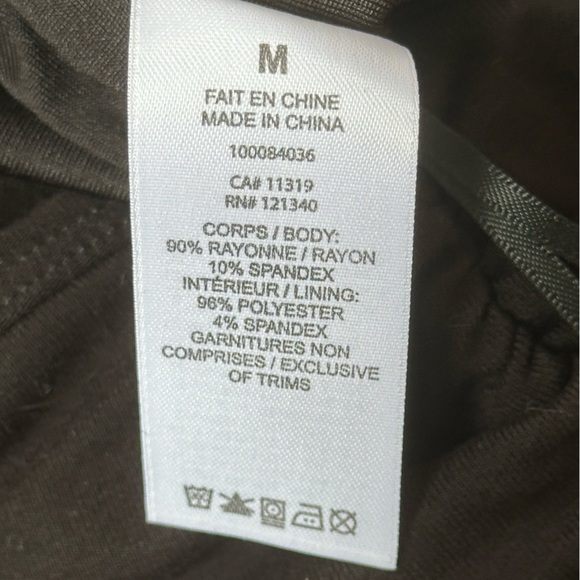 M
FAIT EN CHINE
MADE IN CHINA
100084036
CA# 11319
RN# 121340
CORPS / BODY:
90% RAYONNE / RAYON
10% SPANDEX
INTÉRIEUR / LINING:
96% POLYESTER
4% SPANDEX
GARNITURES NON
COMPRISES / EXCLUSIVE
OF TRIMS